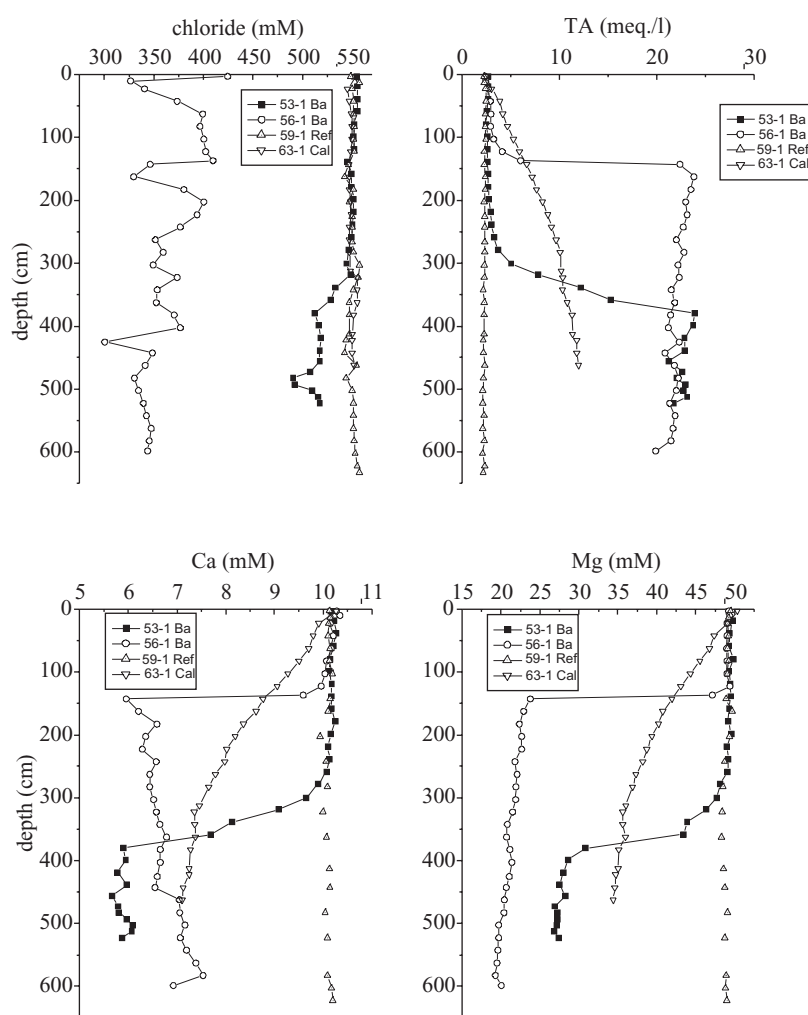 chloride (mM)
300 350 400 450 500 550
0
100
200
300
400
500
600
depth (cm)
53-1 Ba
56-1 Ba
59-1 Ref
63-1 Cal
TA (meq./l)
0 10 20 30
0
100
200
300
400
500
600
53-1 Ba
56-1 Ba
59-1 Ref
63-1 Cal
Ca (mM)
5 6 7 8 9 10 11
0
100
200
300
400
500
600
depth (cm)
53-1 Ba
56-1 Ba
59-1 Ref
63-1 Cal
Mg (mM)
15 20 25 30 35 40 45 50
0
100
200
300
400
500
600
53-1 Ba
56-1 Ba
59-1 Ref
63-1 Cal